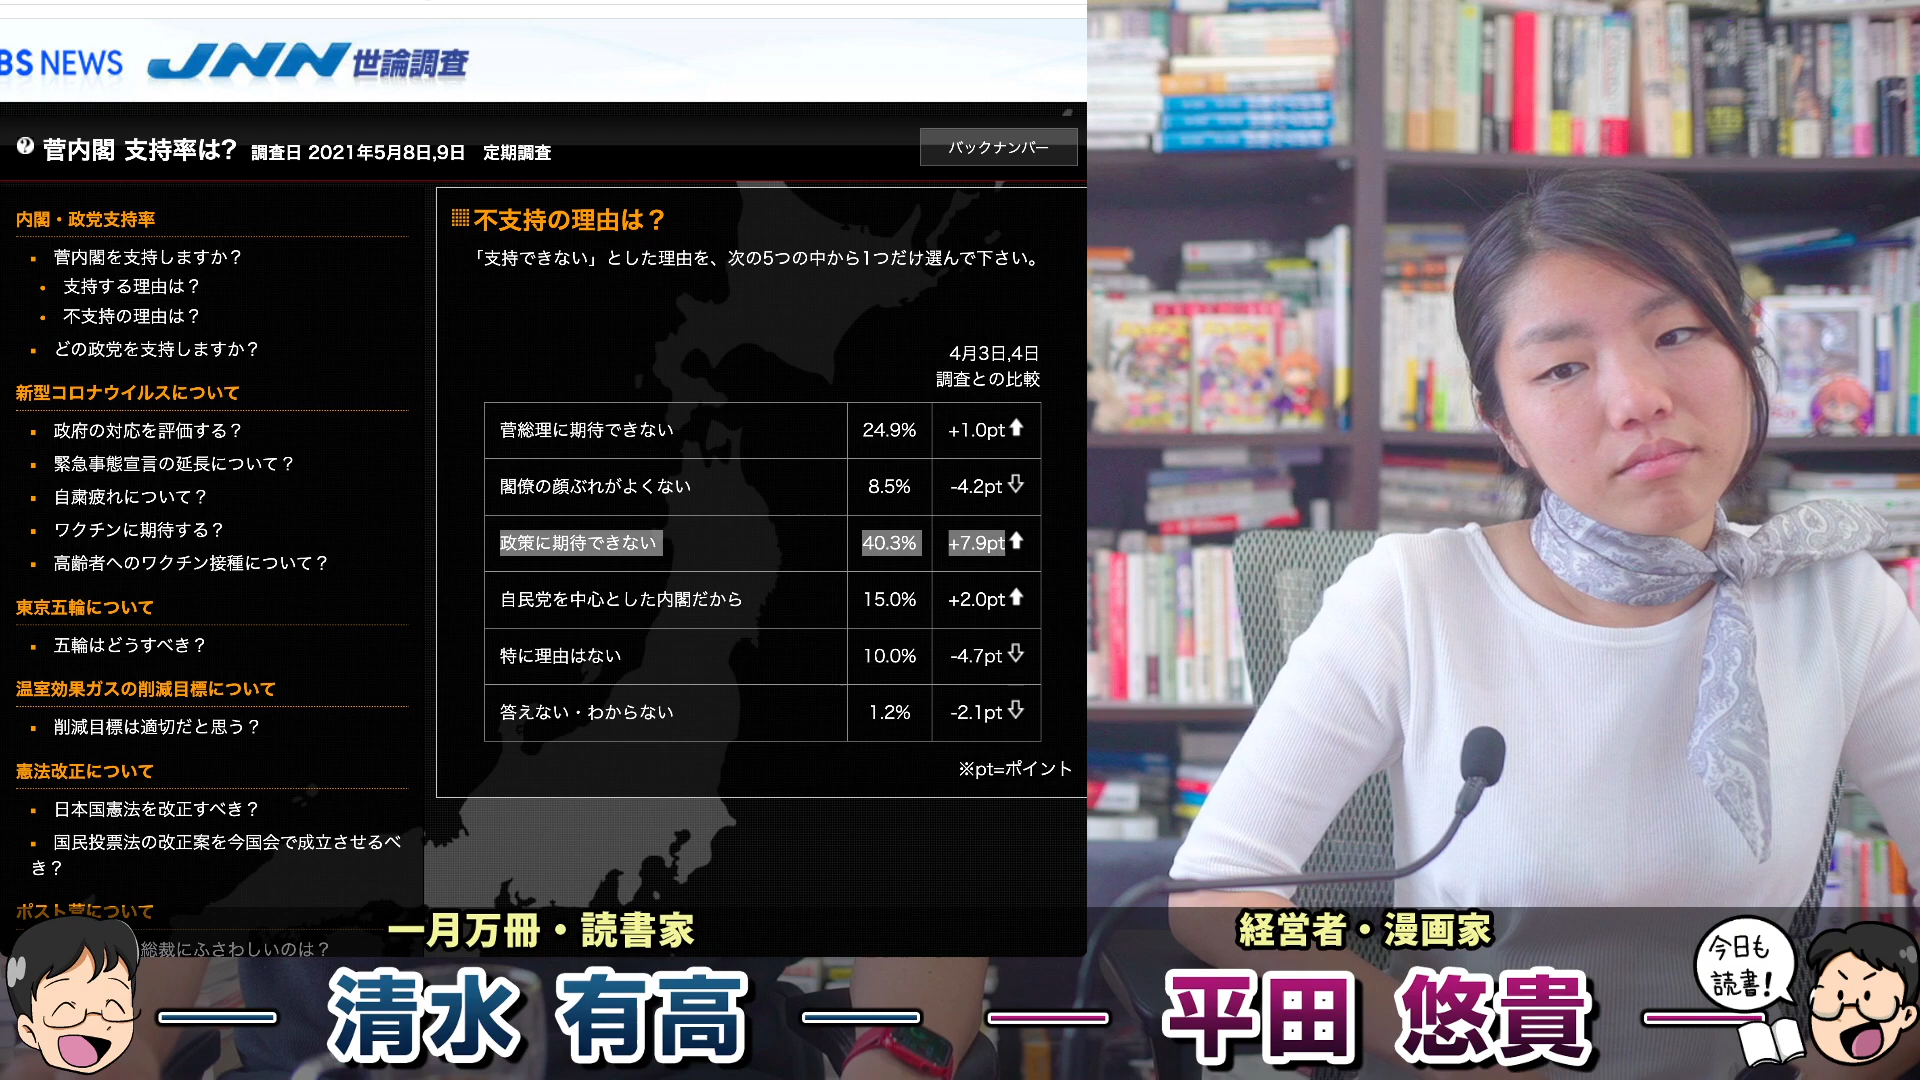 BS NEWS JNN世論調査
菅内閣 支持率は? 調査日 2021年5月8日,9日 定期調査
バックナンバー
内閣・政党支持率
菅内閣を支持しますか？
支持する理由は？
不支持の理由は？
どの政党を支持しますか？
新型コロナウイルスについて
政府の対応を評価する？
緊急事態宣言の延長について？
自粛疲れについて？
ワクチンに期待する？
高齢者へのワクチン接種について？
東京五輪について
五輪はどうすべき？
温室効果ガスの削減目標について
削減目標は適切だと思う？
憲法改正について
日本国憲法を改正すべき？
国民投票法の改正案を今国会で成立させるべ
き？
ポスト菅について
総裁にふさわしいのは？
不支持の理由は？
「支持できない」とした理由を、次の5つの中から1つだけ選んで下さい。
4月3日,4日
調査との比較
菅総理に期待できない 24.9% +1.0pt
閣僚の顔ぶれがよくない 8.5% -4.2pt
政策に期待できない 40.3% +7.9pt
自民党を中心とした内閣だから 15.0% +2.0pt
特に理由はない 10.0% -4.7pt
答えない・わからない 1.2% -2.1pt
※pt=ポイント
一月万冊・読書家
清水 有高
経営者・漫画家
平田 悠貴
今日も
読書!